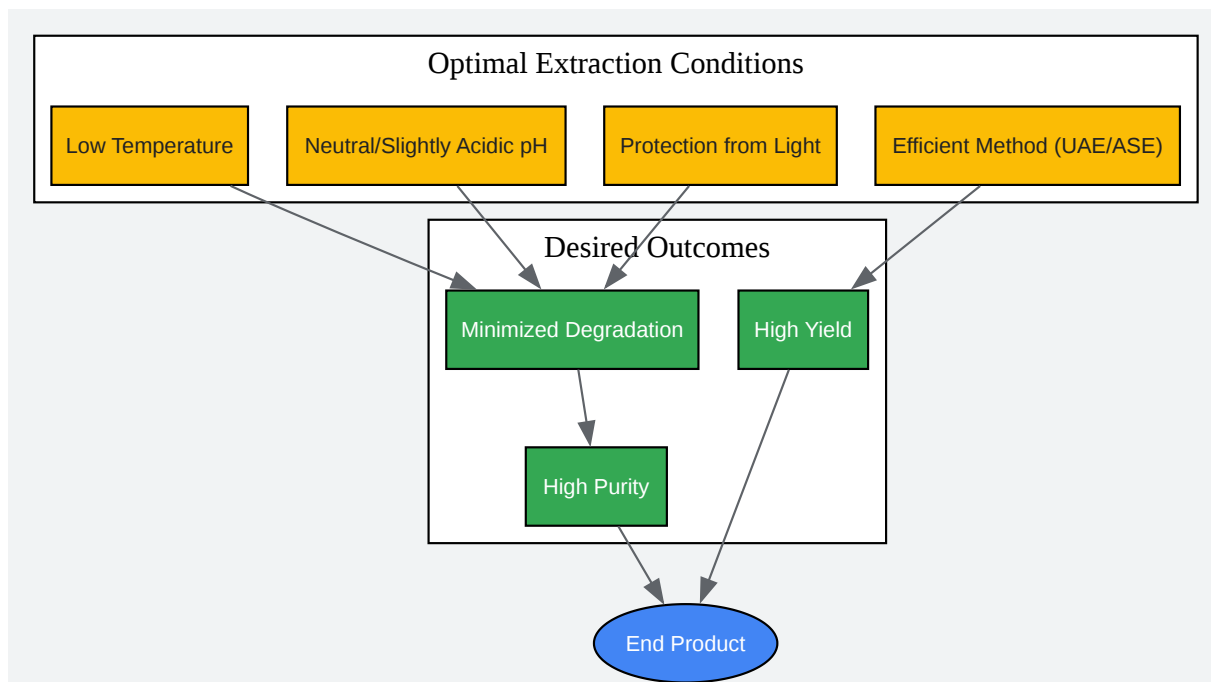 Optimal Extraction Conditions
Low Temperature
Neutral/Slightly Acidic pH
Protection from Light
Efficient Method (UAE/ASE)
Desired Outcomes
Minimized Degradation
High Yield
High Purity
End Product